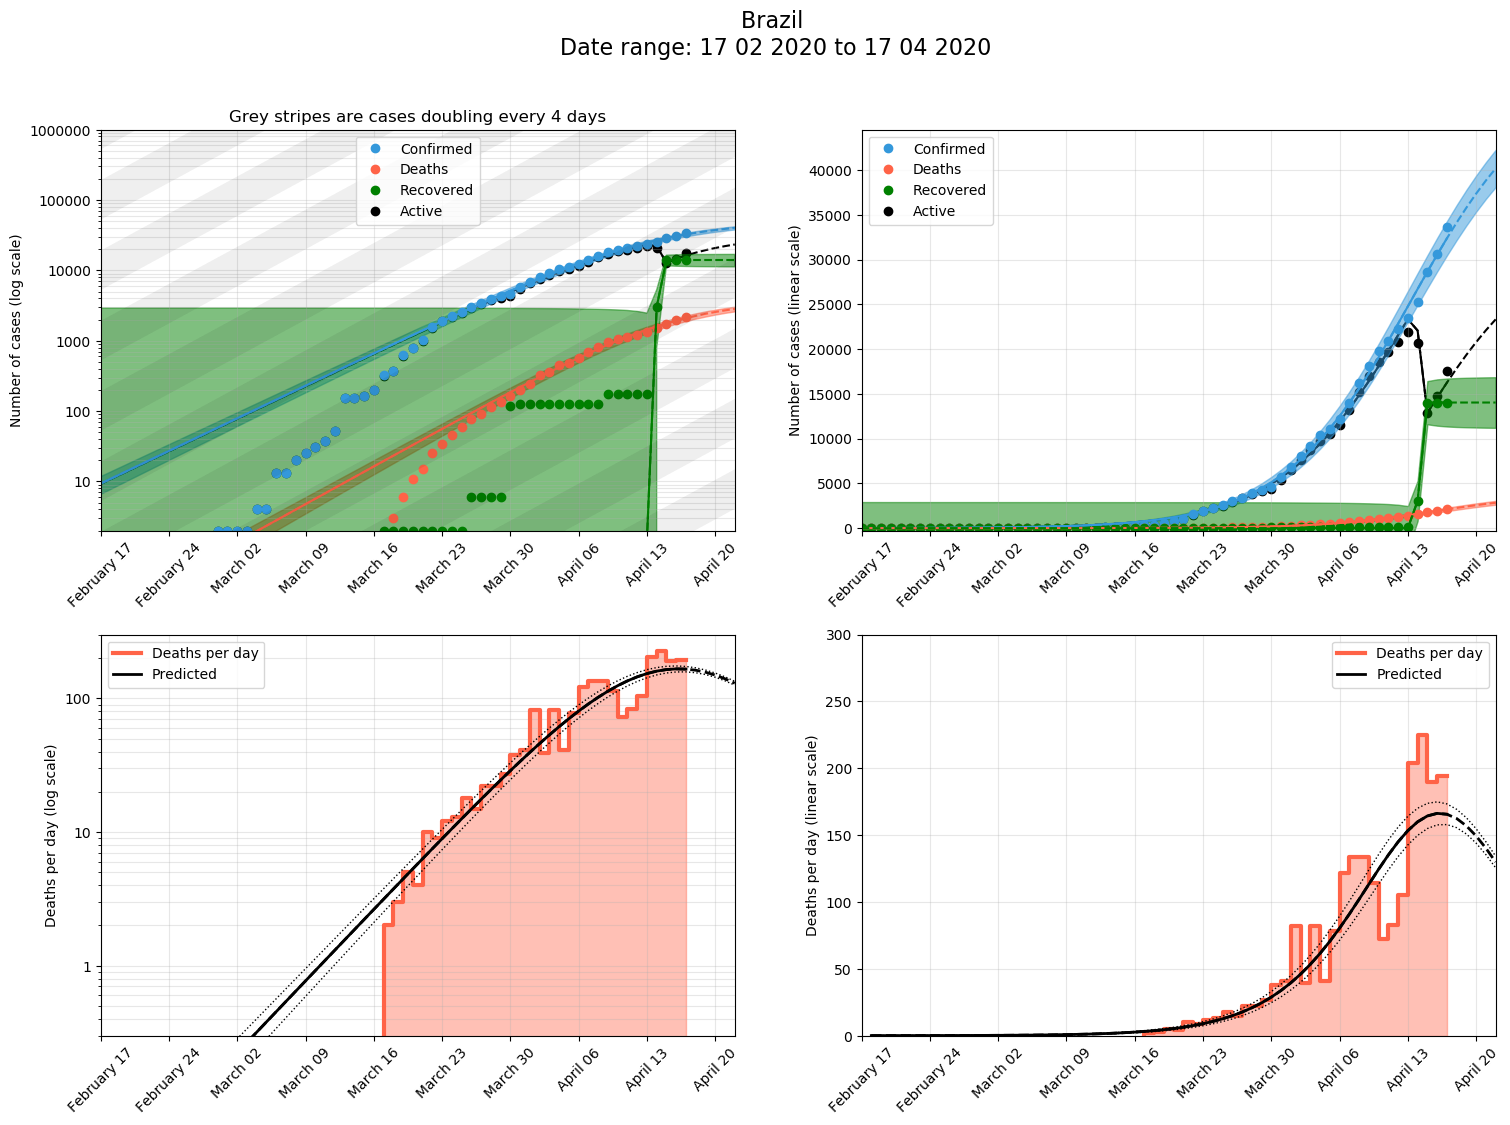 Brazil
Date range: 17 02 2020 to 17 04 2020
Grey stripes are cases doubling every 4 days
Number of cases (log scale)
1000000
100000
10000
1000
100
10
Confirmed
Deaths
Recovered
Active
February 17
February 24
March 02
March 09
March 16
March 23
March 30
April 06
April 13
April 20
Number of cases (linear scale)
40000
35000
30000
25000
20000
15000
10000
5000
0
Confirmed
Deaths
Recovered
Active
February 17
February 24
March 02
March 09
March 16
March 23
March 30
April 06
April 13
April 20
Deaths per day (log scale)
100
10
1
Deaths per day
Predicted
February 17
February 24
March 02
March 09
March 16
March 23
March 30
April 06
April 13
April 20
Deaths per day (linear scale)
300
250
200
150
100
50
0
Deaths per day
Predicted
February 17
February 24
March 02
March 09
March 16
March 23
March 30
April 06
April 13
April 20